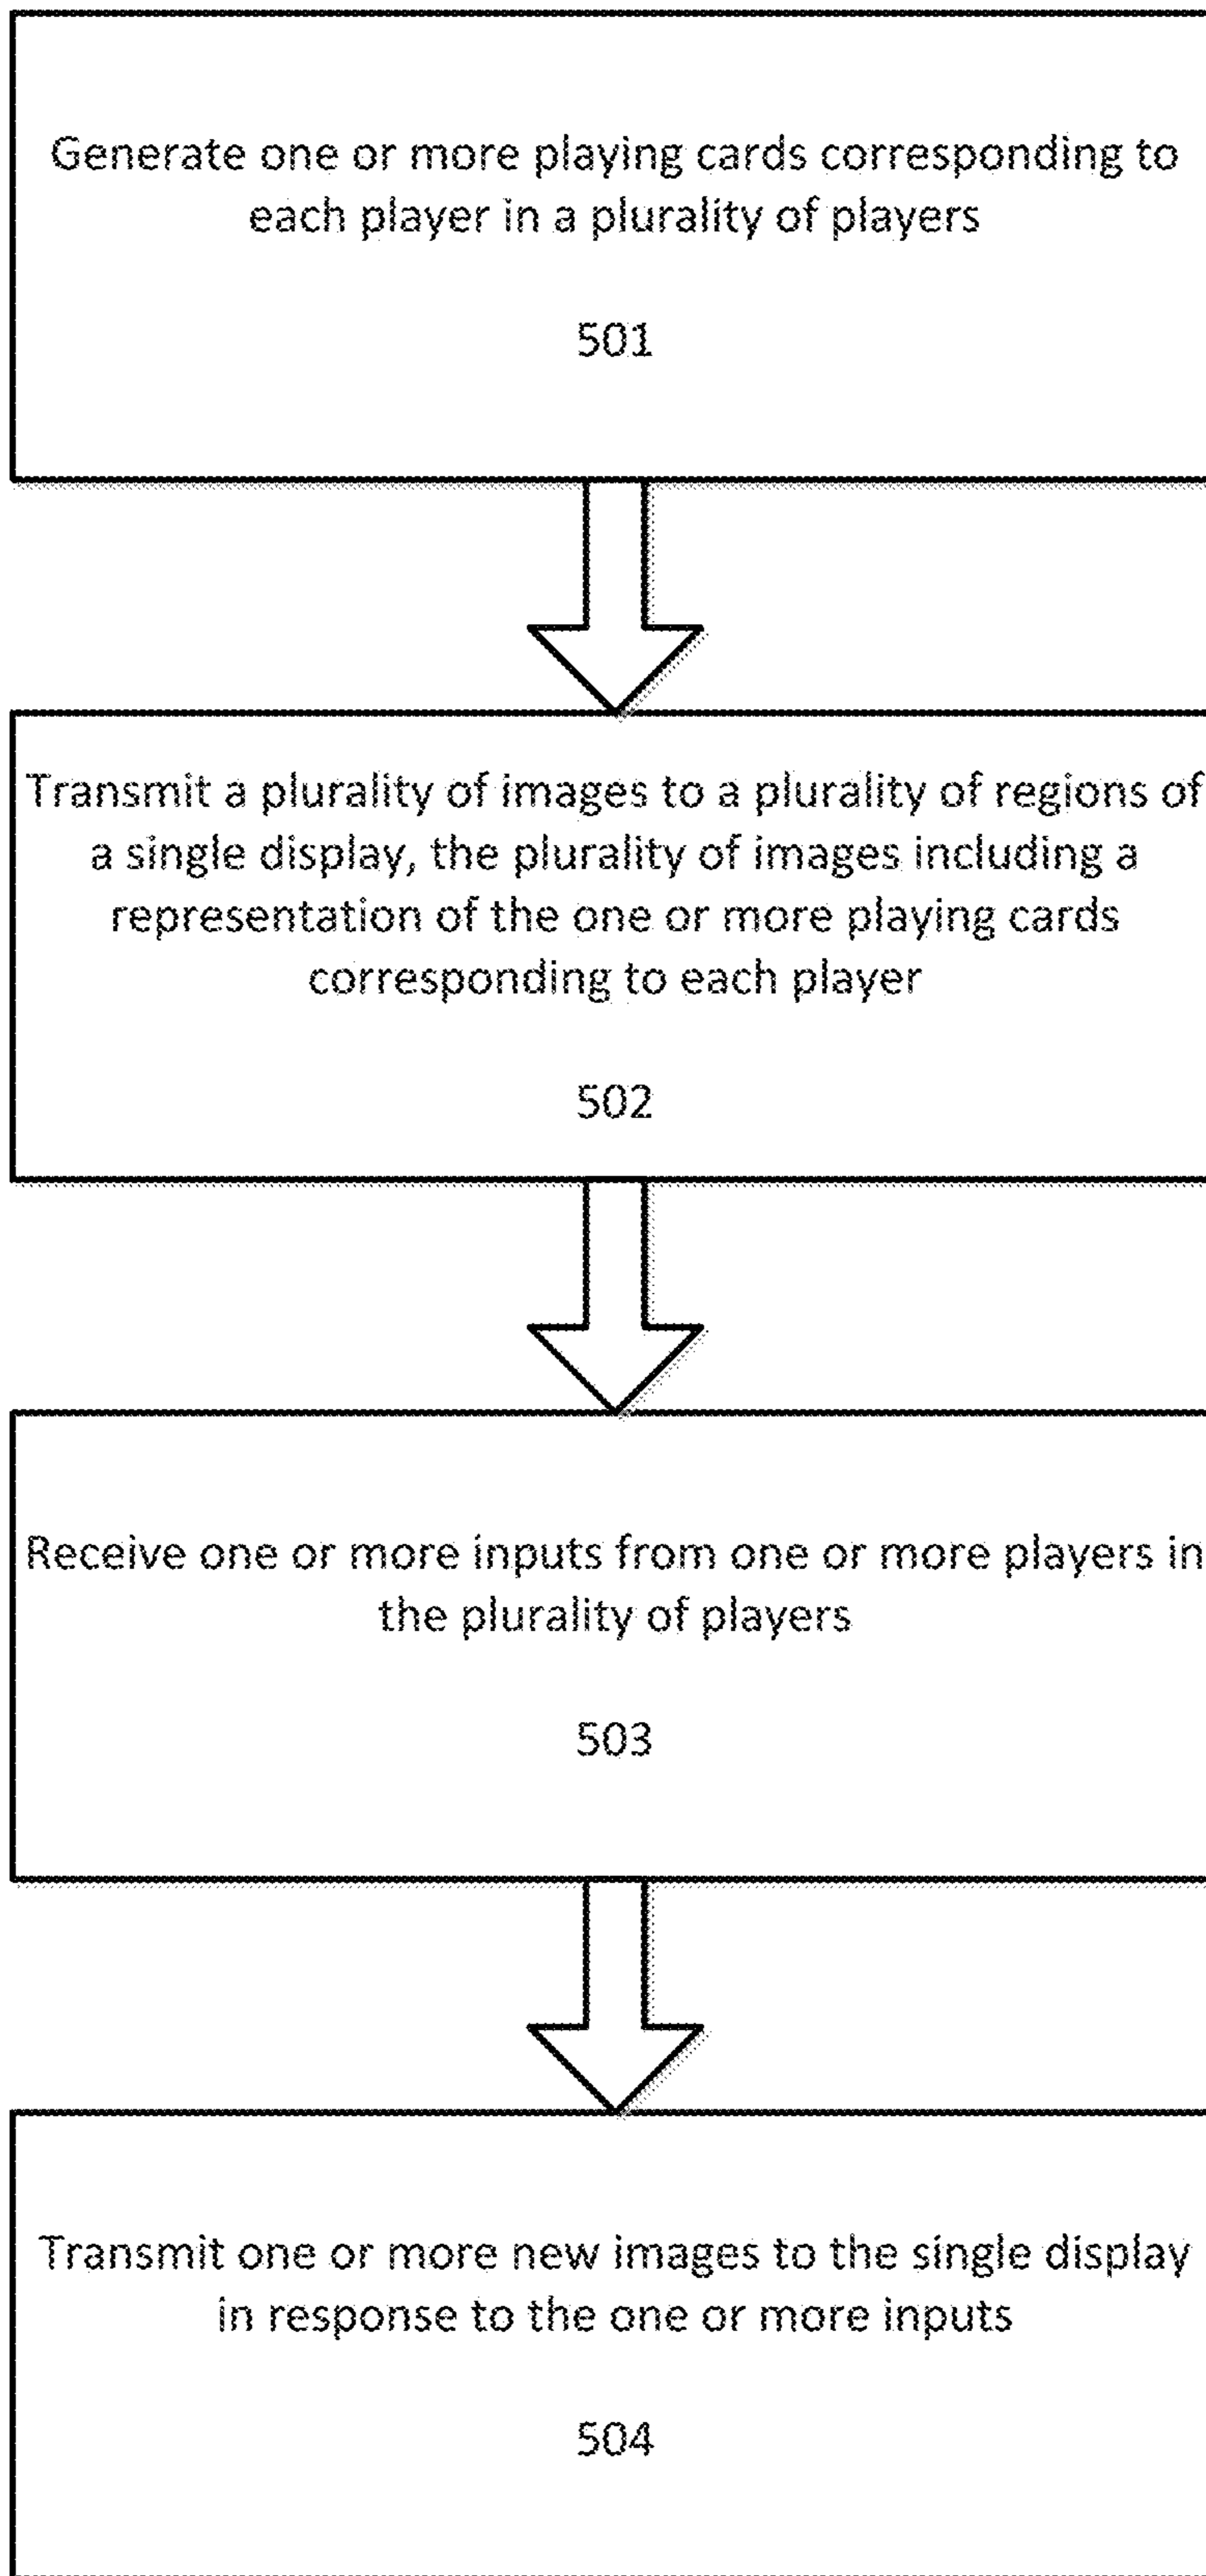 Generate one or more playing cards corresponding to
each player in a plurality of players
501
Transmit a plurality of images to a plurality of regions of
a single display, the plurality of images including a
representation of the one or more playing cards
corresponding to each player
502
Receive one or more inputs from one or more players in
the plurality of players
503
Transmit one or more new images to the single display
in response to the one or more inputs
504